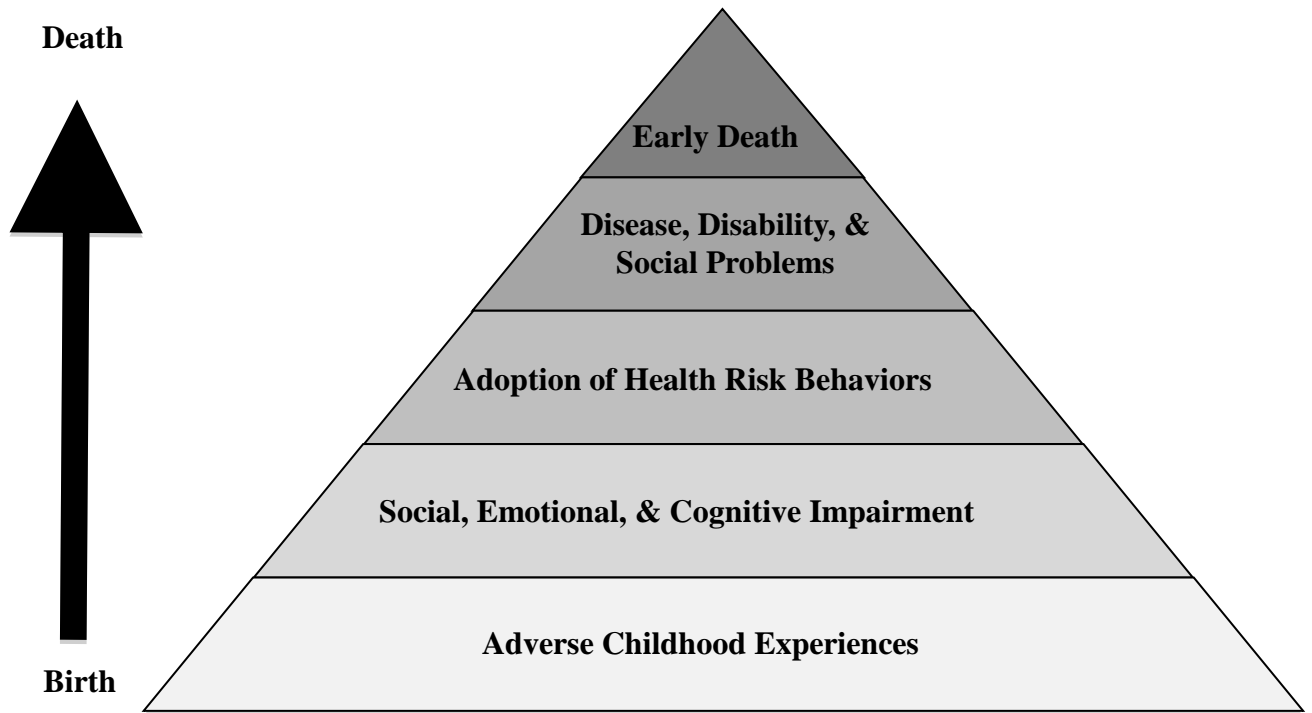 Death
Early Death
Disease, Disability, &
Social Problems
Adoption of Health Risk Behaviors
Social, Emotional, & Cognitive Impairment
Adverse Childhood Experiences
Birth